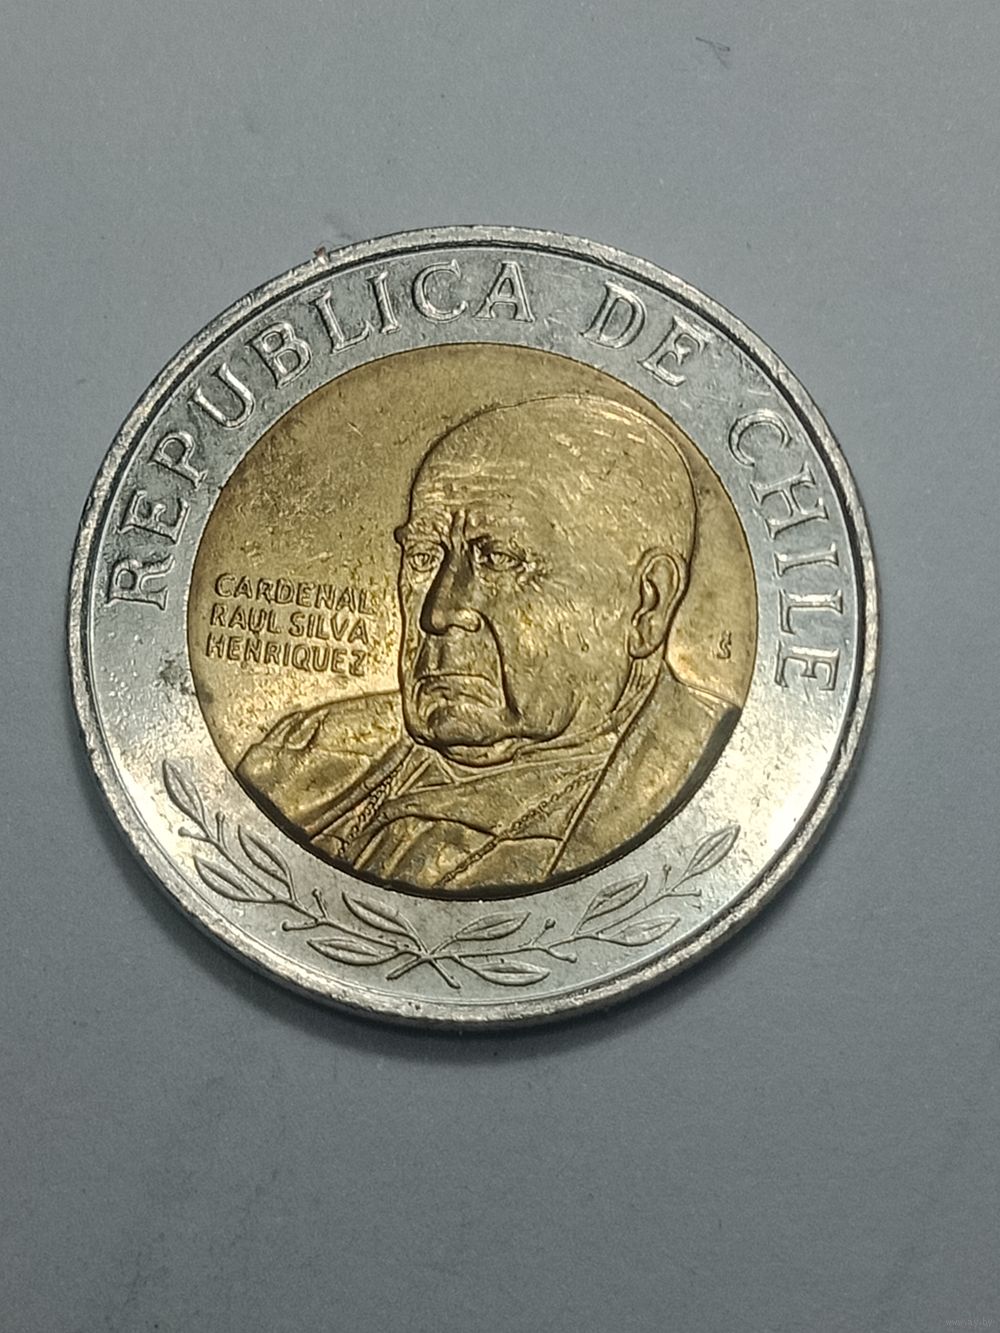 REPUBLICA DE CHILE
CARDENAL
RAUL SILVA
HENRIQUEZ